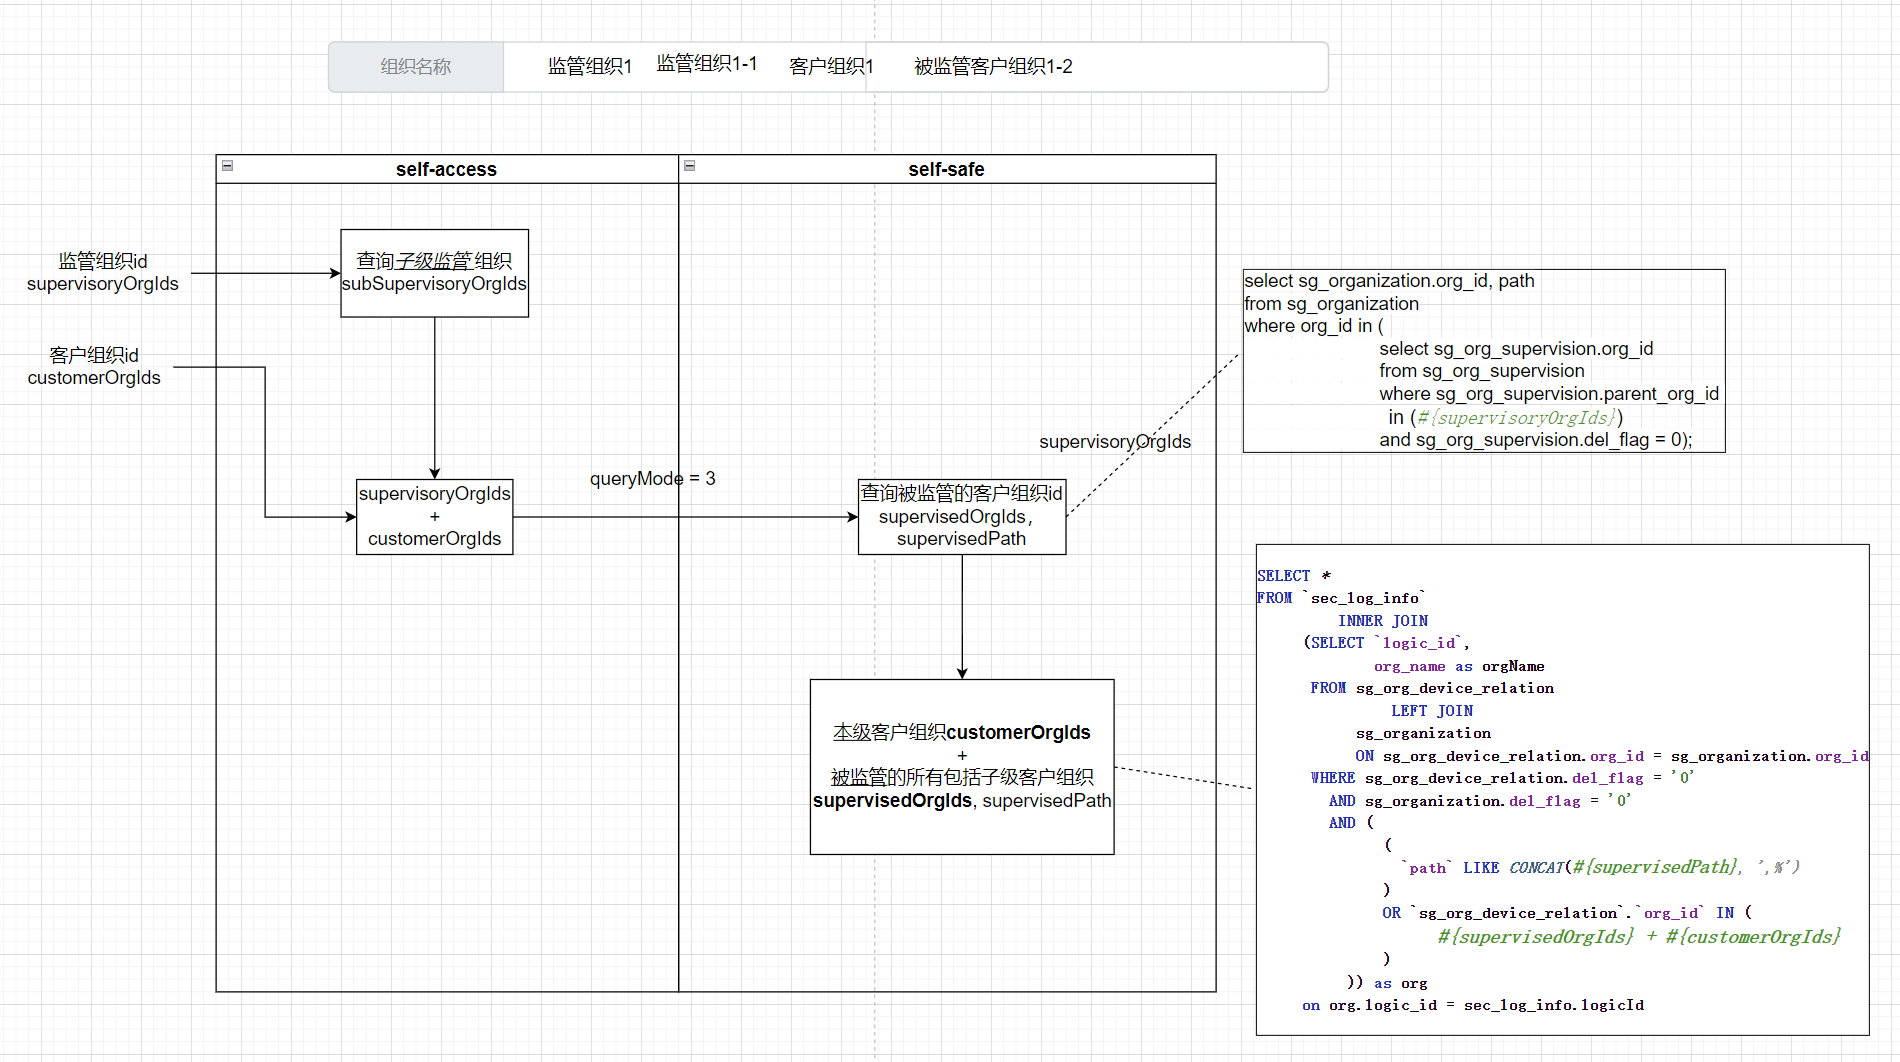 组织名称
监管组织1
监管组织1-1
客户组织1
被监管客户组织1-2
self-access
self-safe
监管组织id
supervisoryOrgIds
查询子级监管组织
subSupervisoryOrgIds
客户组织id
customerOrgIds
supervisoryOrgIds
+
customerOrgIds
queryMode = 3
查询被监管的客户组织id
supervisedOrgIds，
supervisedPath
supervisoryOrgIds
本级客户组织customerOrgIds
+
被监管的所有包括子级客户组织
supervisedOrgIds, supervisedPath
select sg_organization.org_id, path
from sg_organization
where org_id in (
select sg_org_supervision.org_id
from sg_org_supervision
where sg_org_supervision.parent_org_id
in (#{supervisoryOrgIds})
and sg_org_supervision.del_flag = 0);
SELECT *
FROM `sec_log_info`
INNER JOIN
(SELECT `logic_id`,
org_name as orgName
FROM sg_org_device_relation
LEFT JOIN
sg_organization
ON sg_org_device_relation.org_id = sg_organization.org_id
WHERE sg_org_device_relation.del_flag = '0'
AND sg_organization.del_flag = '0'
AND (
(
`path` LIKE CONCAT(#{supervisedPath}, ',%')
)
OR `sg_org_device_relation`.`org_id` IN (
#{supervisedOrgIds} + #{customerOrgIds}
)
)) as org
on org.logic_id = sec_log_info.logicId